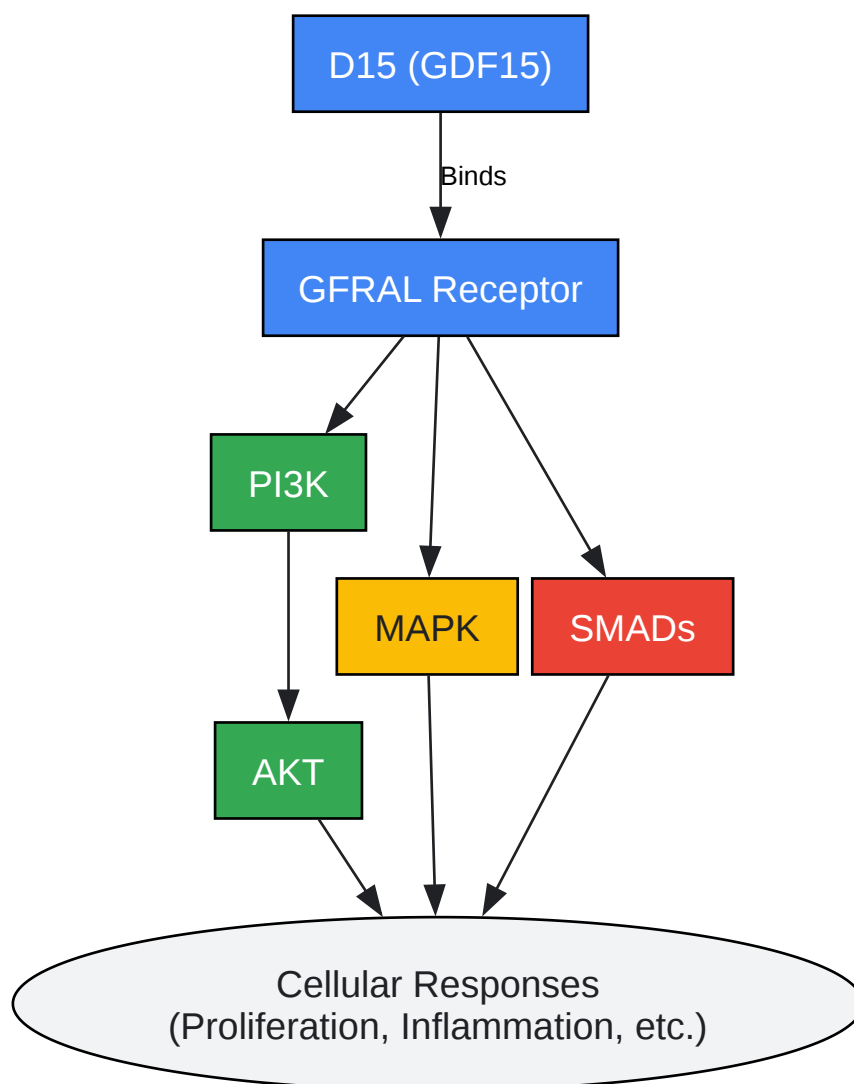 D15 (GDF15)
Binds
GFRAL Receptor
PI3K
MAPK
SMADs
AKT
Cellular Responses
(Proliferation, Inflammation, etc.)